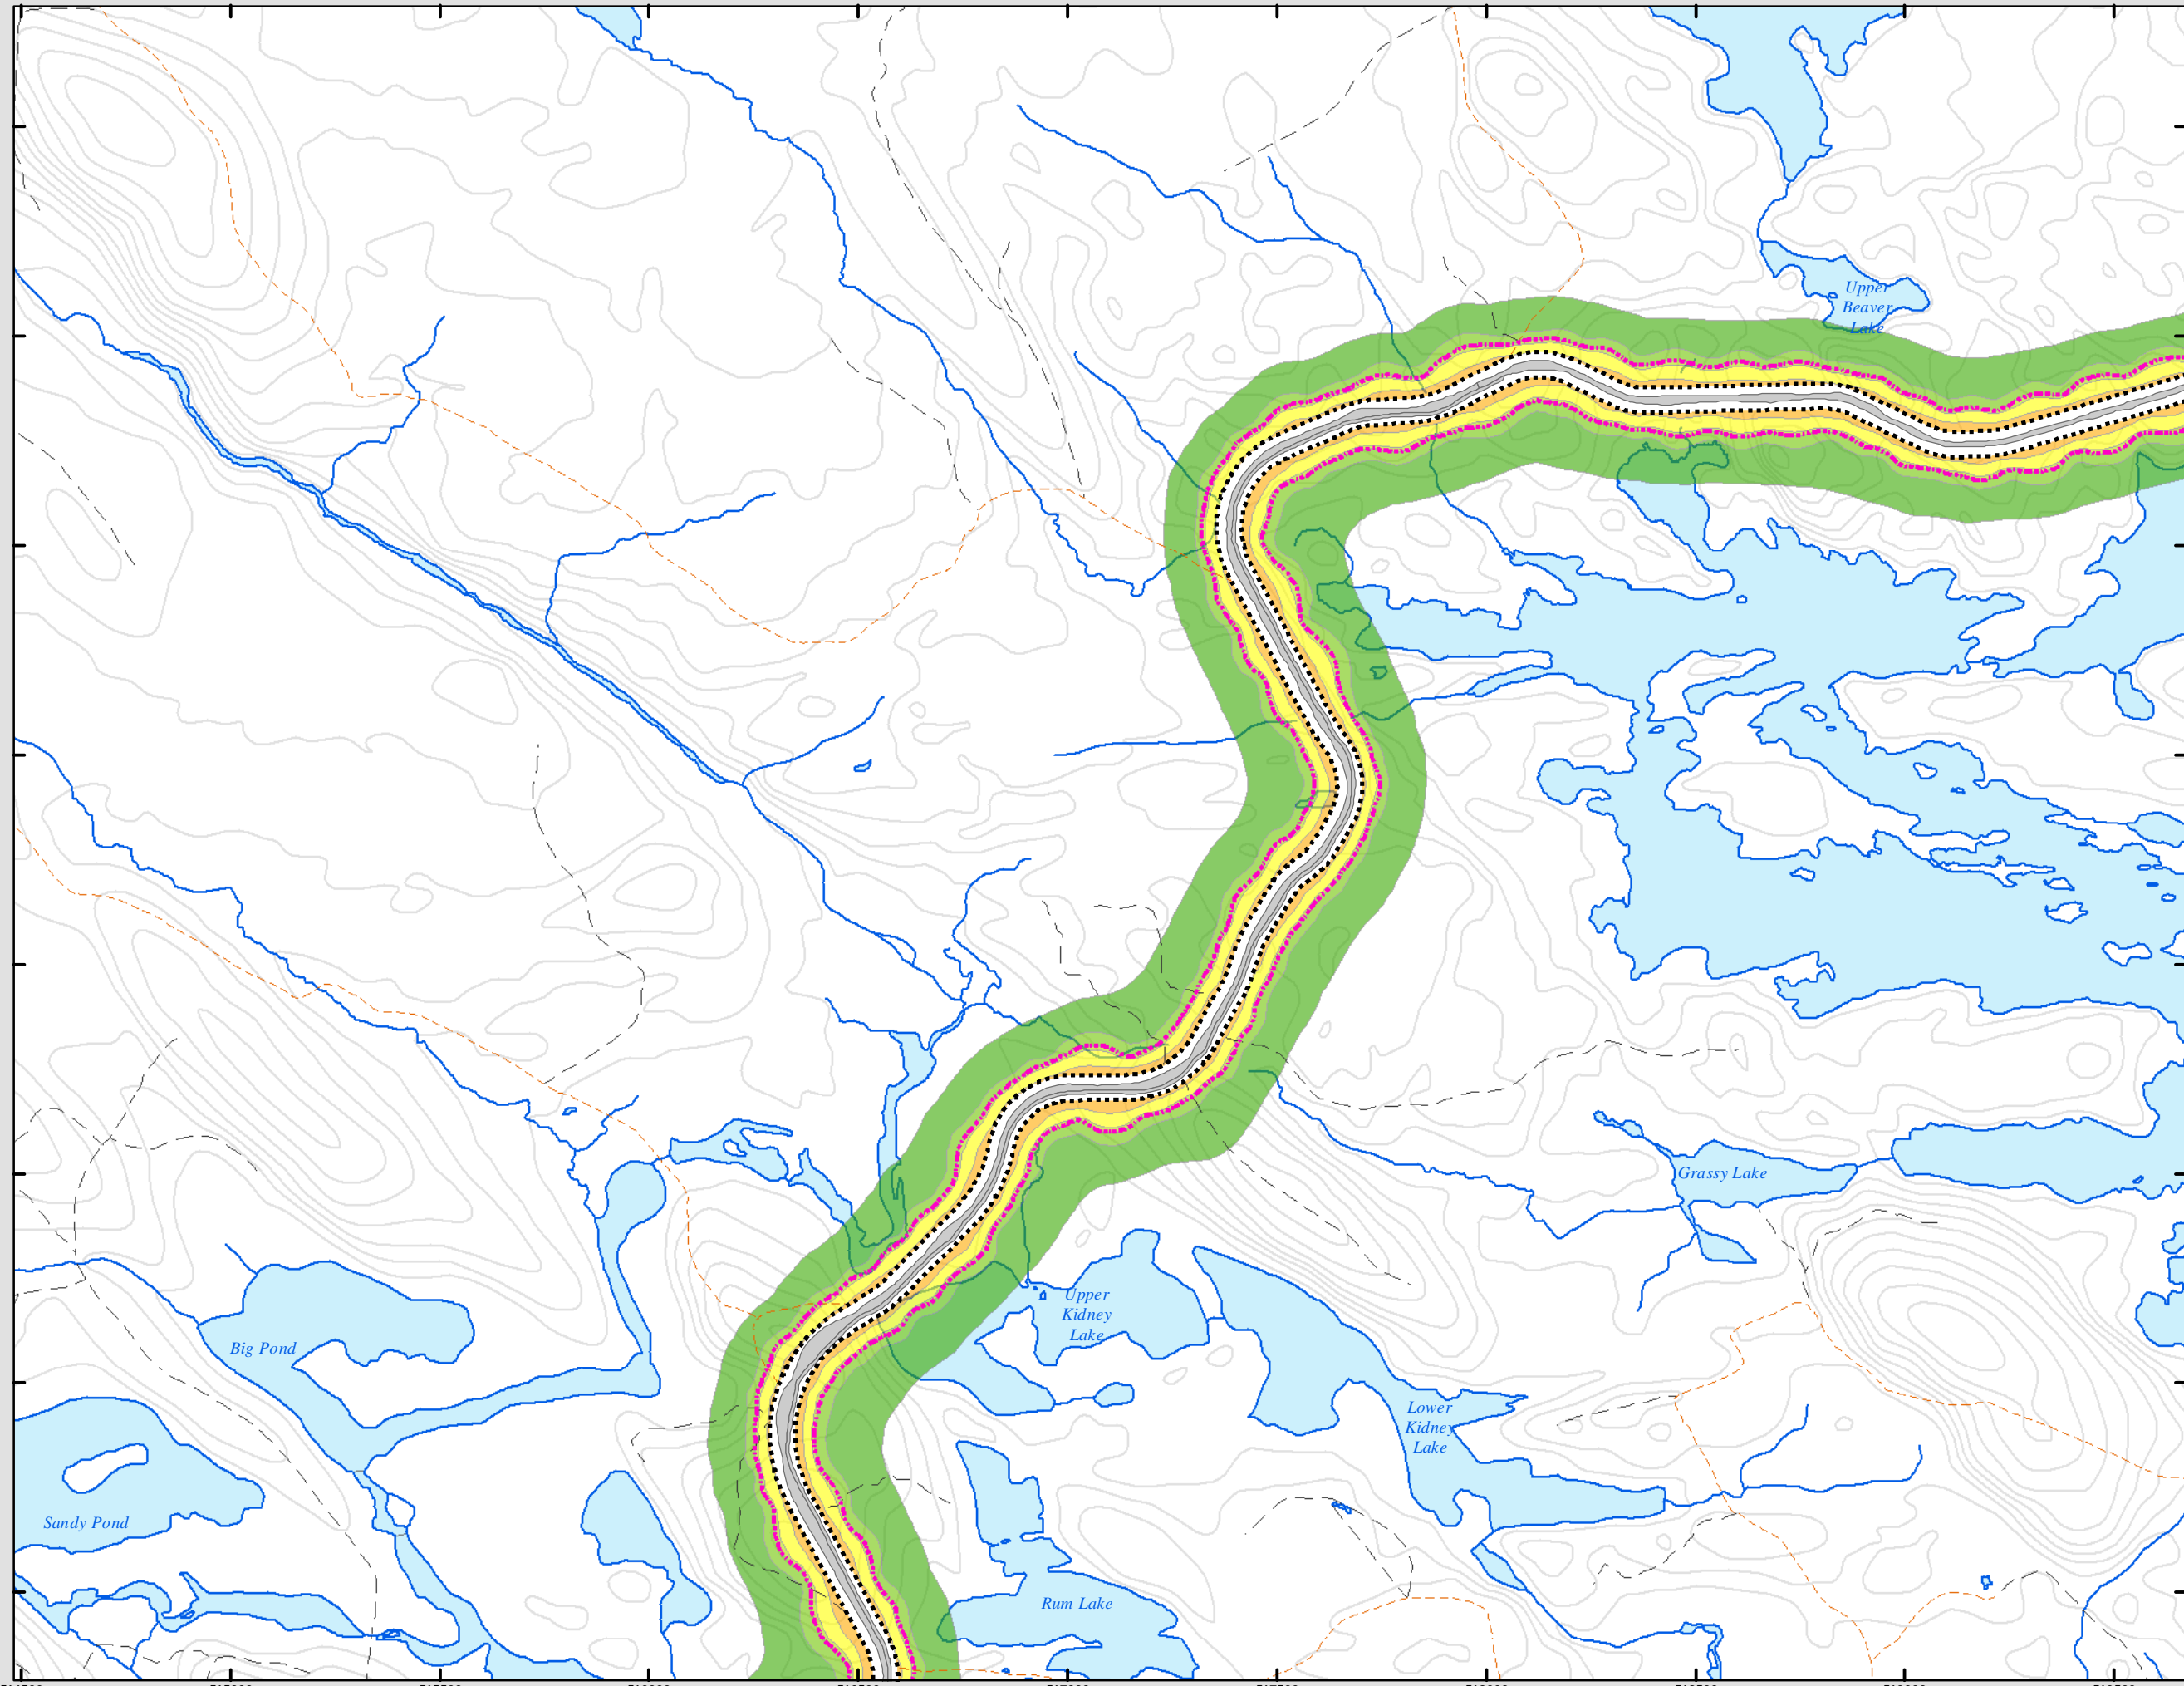 Upper
Beaver
Lake
Grassy Lake
Upper
Kidney
Lake
Big Pond
Lower
Kidney
Lake
Sandy Pond
Rum Lake